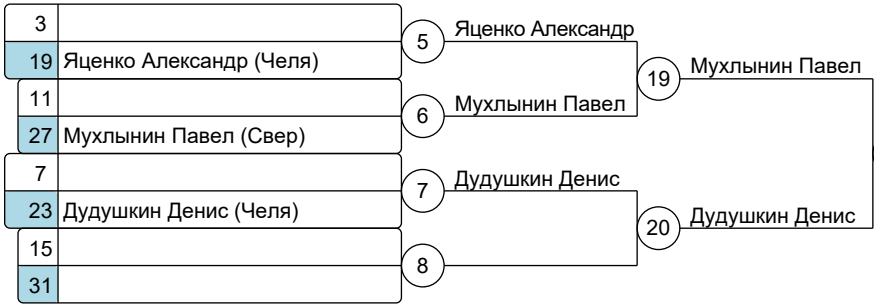 3
19 Яценко Александр (Челя)
5 Яценко Александр
11
27 Мухлынин Павел (Свер)
6 Мухлынин Павел
19 Мухлынин Павел
7
23 Дудушкин Денис (Челя)
7 Дудушкин Денис
15
31
8
20 Дудушкин Денис